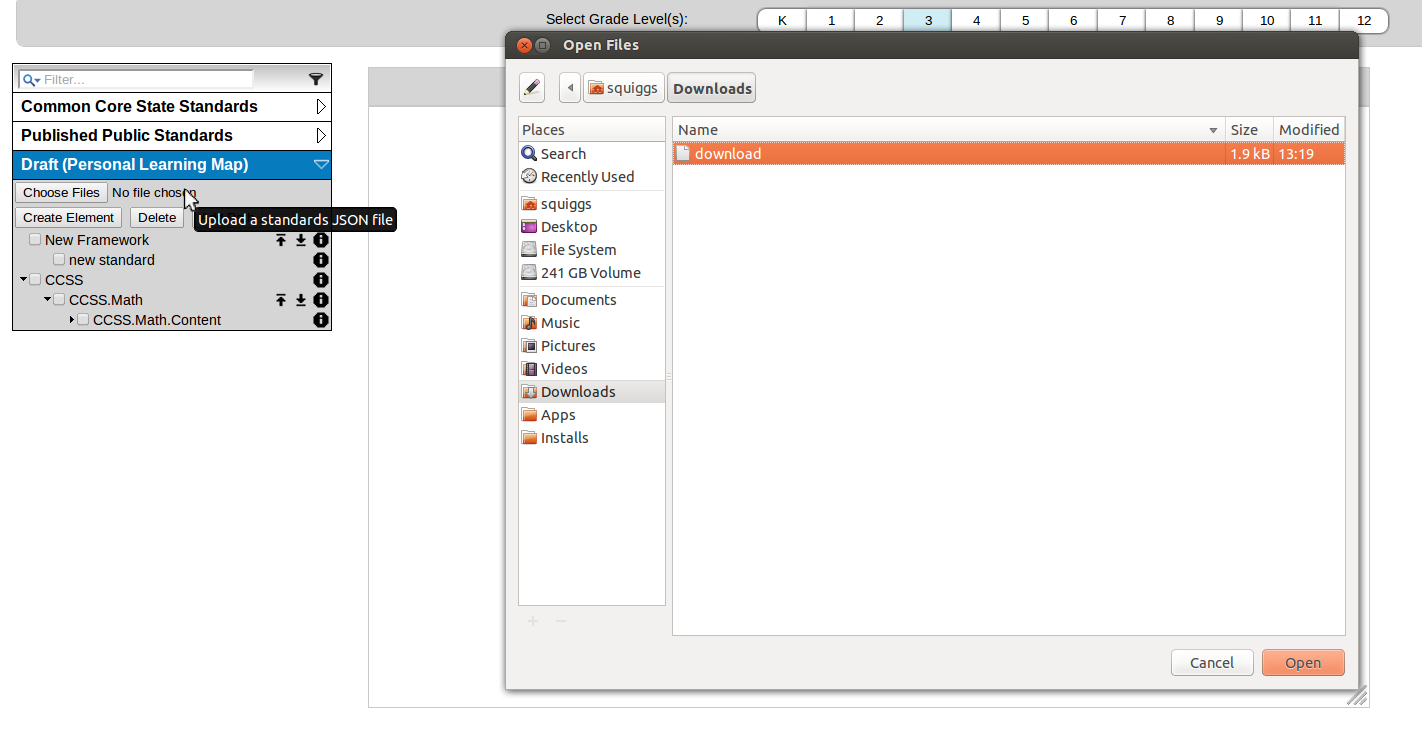 Select Grade Level(s):
K 1 2 3 4 5 6 7 8 9 10 11 12
Filter...
Common Core State Standards
Published Public Standards
Draft (Personal Learning Map)
Choose Files No file chosen
Create Element Delete
Upload a standards JSON file
New Framework
new standard
CCSS
CCSS.Math
CCSS.Math.Content
Open Files
squiggs Downloads
Places
Search
Recently Used
squiggs
Desktop
File System
241 GB Volume
Documents
Music
Pictures
Videos
Downloads
Apps
Installs
Name Size Modified
download 1.9 kB 13:19
Cancel Open